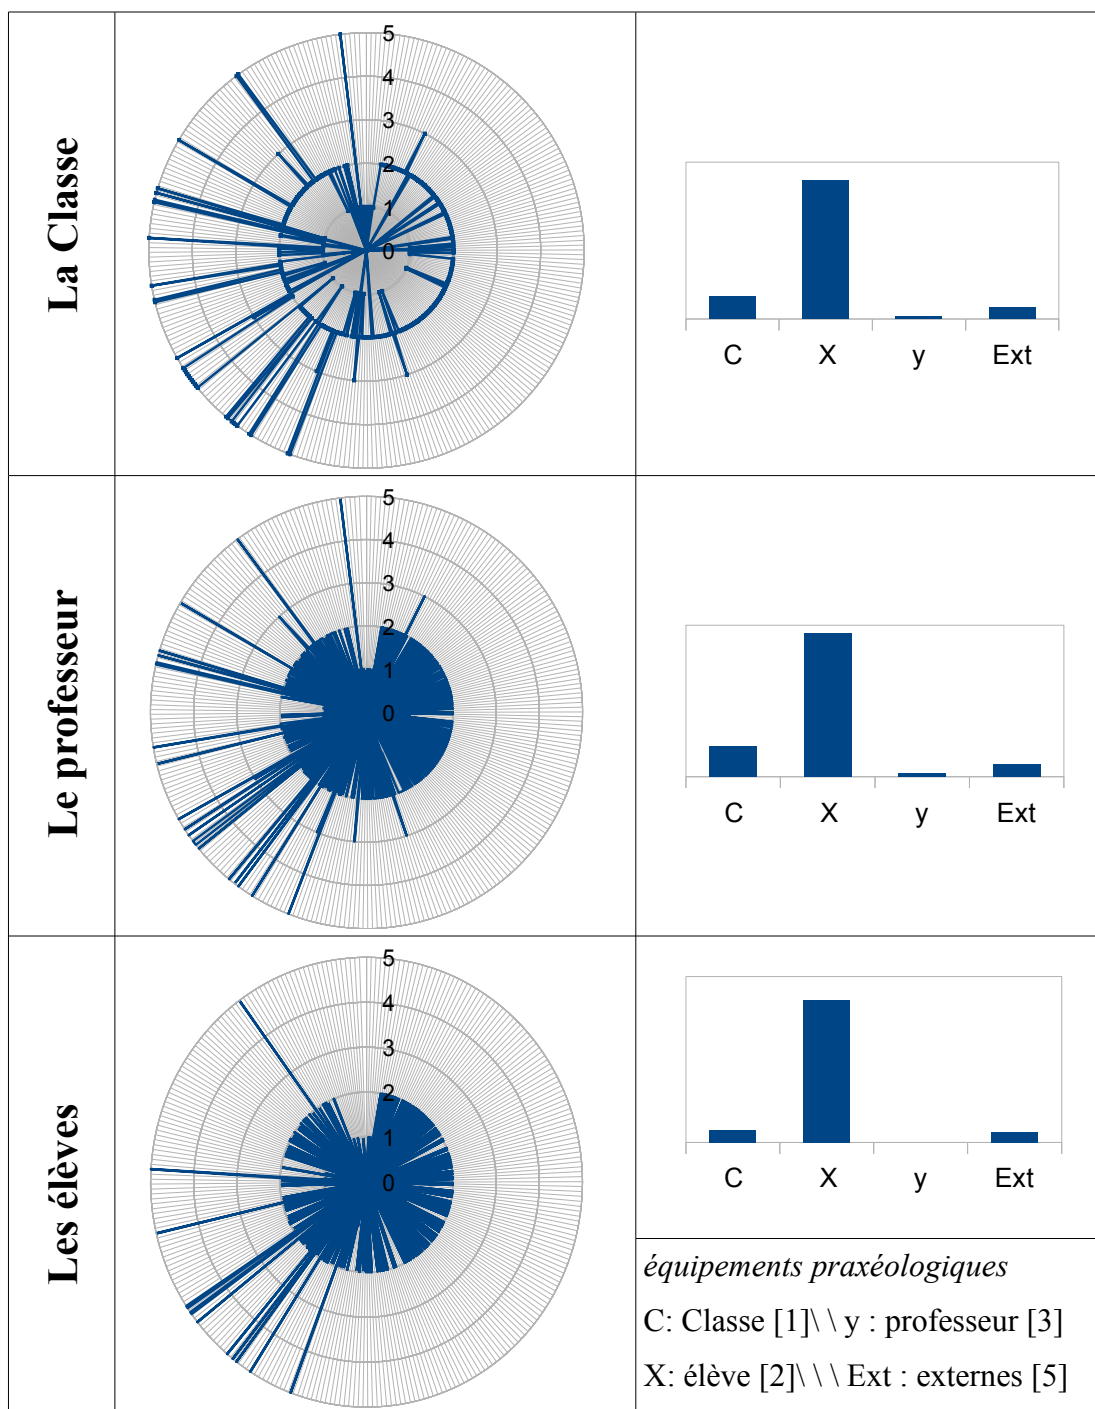 La Classe
5
4
3
2
1
0
C X y Ext
Le professeur
5
4
3
2
1
0
C X y Ext
Les élèves
5
4
3
2
1
0
C X y Ext
équipements praxéologiques
C: Classe [1]\ \ y : professeur [3]
X: élève [2]\ \ \ Ext : externes [5]